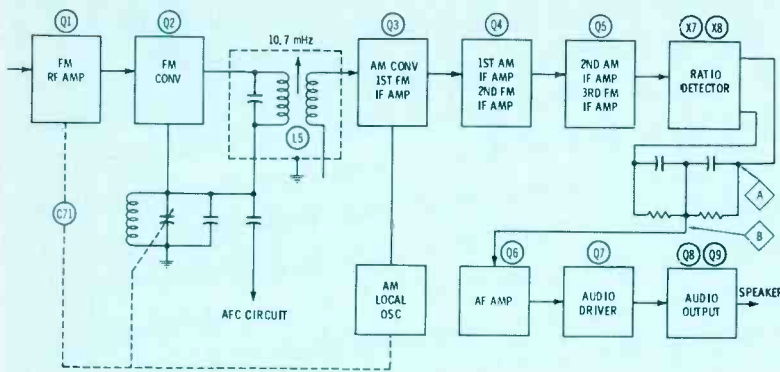 Q1
Q2
Q3
Q4
Q5
X7 X8
10.7 mHz
FM
RF AMP
FM
CONV
L5
AM CONV
1ST FM
IF AMP
1ST AM
IF AMP
2ND FM
IF AMP
2ND AM
IF AMP
3RD FM
IF AMP
RATIO
DETECTOR
A
B
C71
AFC CIRCUIT
AM
LOCAL
OSC
Q6
Q7
Q8 Q9
AF AMP
AUDIO
DRIVER
AUDIO
OUTPUT
SPEAKER